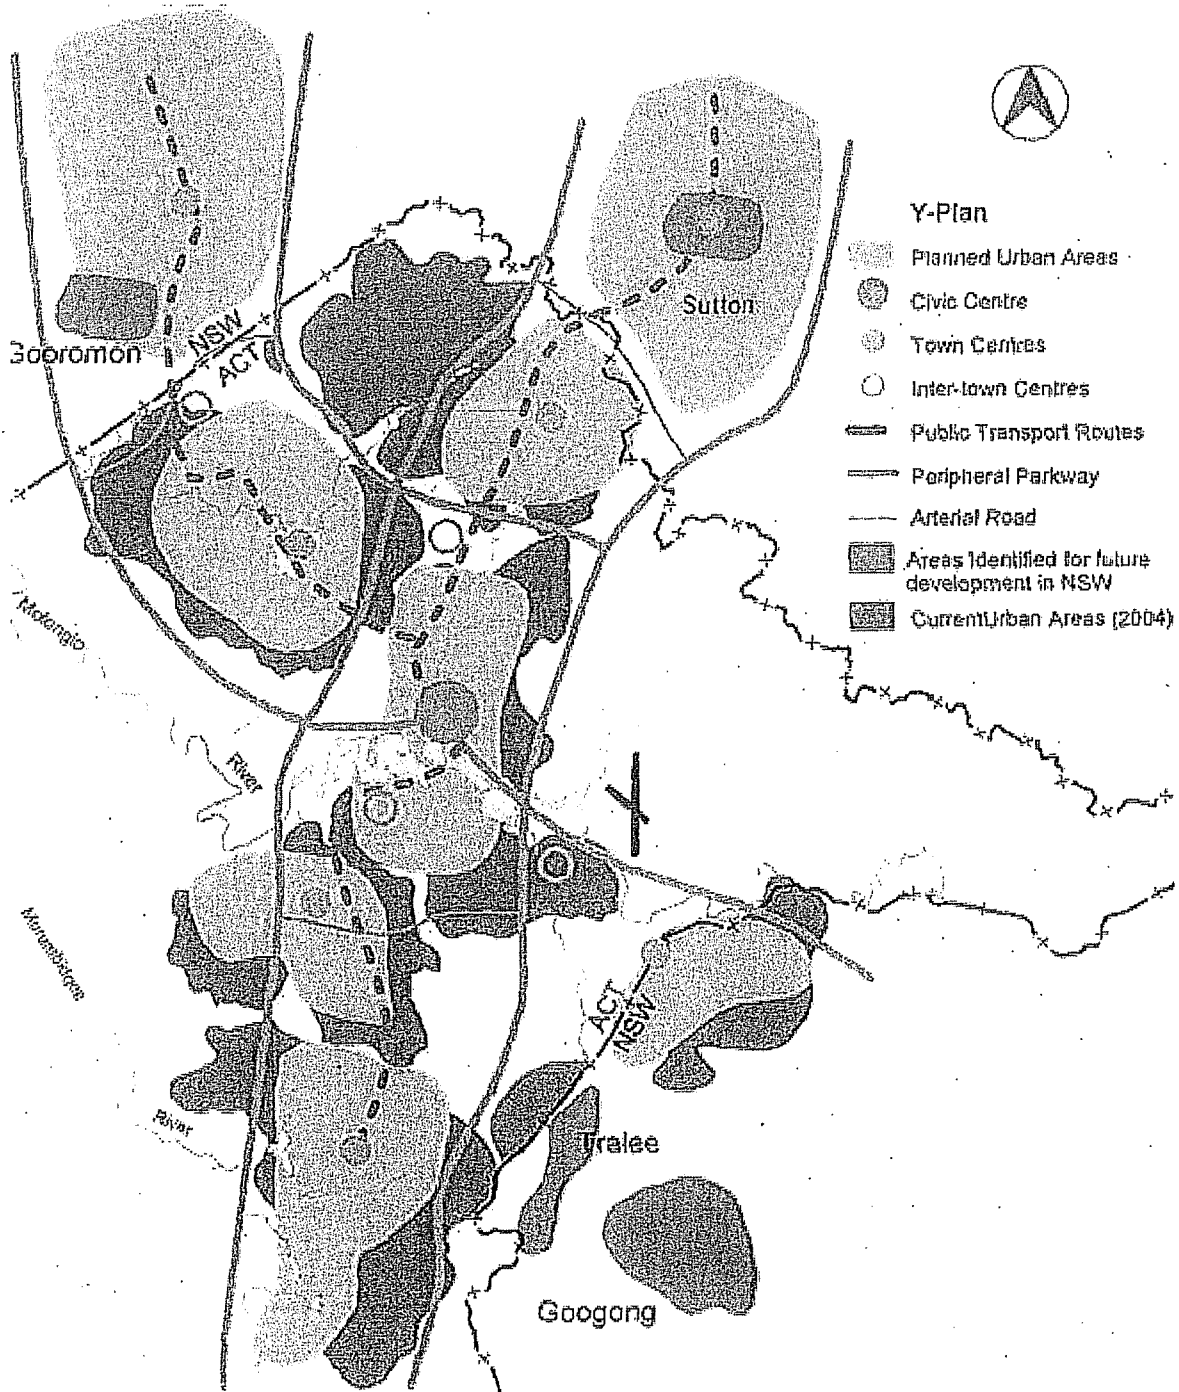 Y-Plan
Planned Urban Areas
Civic Centre
Town Centres
Inter-town Centres
Public Transport Routes
Peripheral Parkway
Arterial Road
Areas identified for future
development in NSW
Current Urban Areas (2004)
Sutton
NSW
ACT
River
ACT
NSW
River
Tralee
Googong